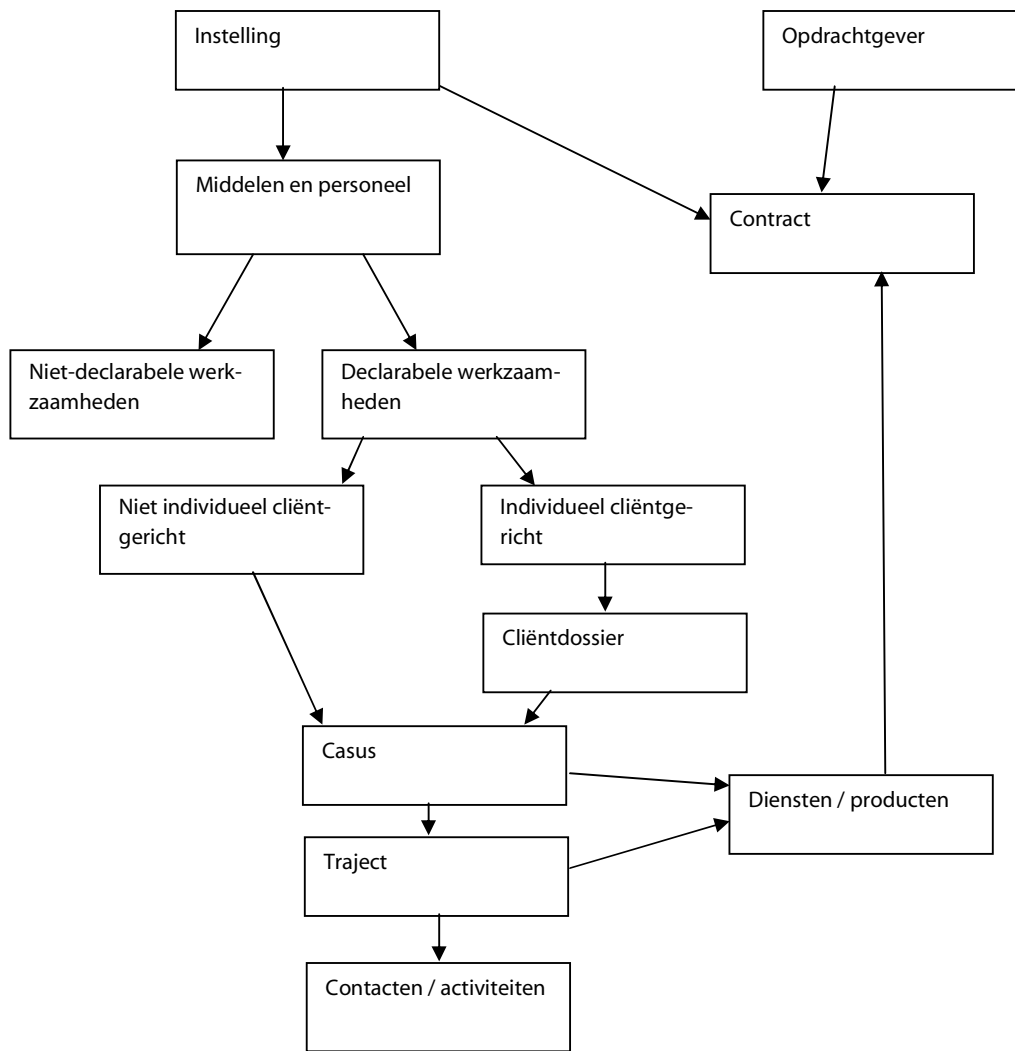 Instelling
Opdrachtgever
Middelen en personeel
Contract
Niet-declarabele werk-
zaamheden
Declarabele werkzaam-
heden
Niet individueel cliënt-
gericht
Individueel cliëntge-
richt
Cliëntdossier
Casus
Diensten / producten
Traject
Contacten / activiteiten